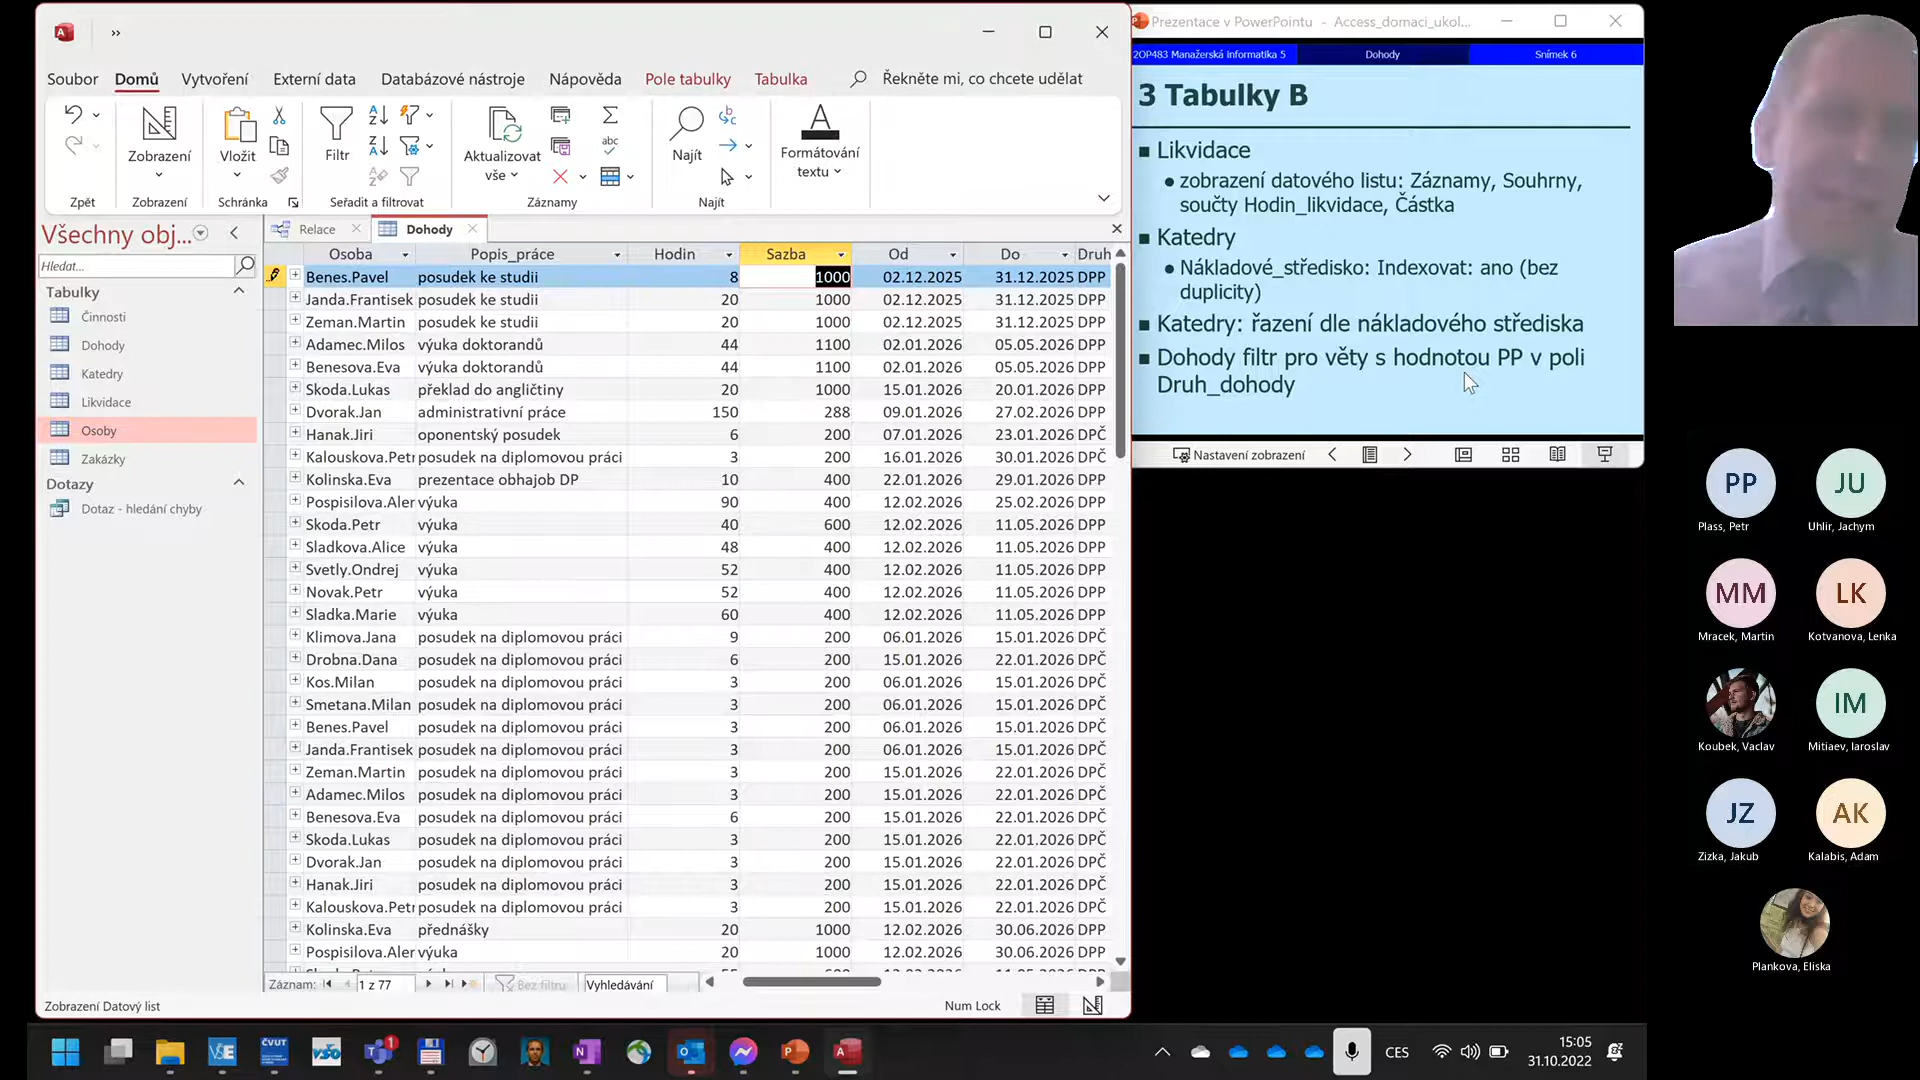 Soubor Domů Vytvoření Externí data Databázové nástroje Nápověda Pole tabulky Tabulka Řekněte mi, co chcete udělat
Zobrazení Vložit Filtr Aktualizovat vše Najít Formátování textu
Zpět Zobrazení Schránka Seřadit a filtrovat Záznamy Najít
Všechny obj...
Hledat...
Tabulky
Činnosti
Dohody
Katedry
Likvidace
Osoby
Zakázky
Dotazy
Dotaz - hledání chyby
Relace Dohody
Osoba Popis_práce Hodin Sazba Od Do Druh
Benes.Pavel posudek ke studii 8 1000 02.12.2025 31.12.2025 DPP
Janda.Frantisek posudek ke studii 20 1000 02.12.2025 31.12.2025 DPP
Zeman.Martin posudek ke studii 20 1000 02.12.2025 31.12.2025 DPP
Adamec.Milos výuka doktorandů 44 1100 02.01.2026 05.05.2026 DPP
Benesova.Eva výuka doktorandů 44 1100 02.01.2026 05.05.2026 DPP
Skoda.Lukas překlad do angličtiny 20 1000 15.01.2026 20.01.2026 DPP
Dvorak.Jan administrativní práce 150 288 09.01.2026 27.02.2026 DPP
Hanak.Jiri oponentský posudek 6 200 07.01.2026 23.01.2026 DPČ
Kalouskova.Petr posudek na diplomovou práci 3 200 16.01.2026 30.01.2026 DPČ
Kolinska.Eva prezentace obhajob DP 10 400 22.01.2026 29.01.2026 DPP
Pospisilova.Aler výuka 90 400 12.02.2026 25.02.2026 DPP
Skoda.Petr výuka 40 600 12.02.2026 11.05.2026 DPP
Sladkova.Alice výuka 48 400 12.02.2026 11.05.2026 DPP
Svetly.Ondrej výuka 52 400 12.02.2026 11.05.2026 DPP
Novak.Petr výuka 52 400 12.02.2026 11.05.2026 DPP
Sladka.Marie výuka 60 400 12.02.2026 11.05.2026 DPP
Klimova.Jana posudek na diplomovou práci 9 200 06.01.2026 15.01.2026 DPČ
Drobna.Dana posudek na diplomovou práci 6 200 15.01.2026 22.01.2026 DPČ
Kos.Milan posudek na diplomovou práci 3 200 06.01.2026 15.01.2026 DPČ
Smetana.Milan posudek na diplomovou práci 3 200 06.01.2026 15.01.2026 DPČ
Benes.Pavel posudek na diplomovou práci 3 200 06.01.2026 15.01.2026 DPČ
Janda.Frantisek posudek na diplomovou práci 3 200 06.01.2026 15.01.2026 DPČ
Zeman.Martin posudek na diplomovou práci 3 200 15.01.2026 22.01.2026 DPČ
Adamec.Milos posudek na diplomovou práci 3 200 15.01.2026 22.01.2026 DPČ
Benesova.Eva posudek na diplomovou práci 6 200 15.01.2026 22.01.2026 DPČ
Skoda.Lukas posudek na diplomovou práci 3 200 15.01.2026 22.01.2026 DPČ
Dvorak.Jan posudek na diplomovou práci 3 200 15.01.2026 22.01.2026 DPČ
Hanak.Jiri posudek na diplomovou práci 3 200 15.01.2026 22.01.2026 DPČ
Kalouskova.Petr posudek na diplomovou práci 3 200 15.01.2026 22.01.2026 DPČ
Kolinska.Eva přednášky 20 1000 12.02.2026 30.06.2026 DPP
Pospisilova.Aler výuka 20 1000 12.02.2026 30.06.2026 DPP
Záznam: 1 z 77 Bez filtru Vyhledávání
Zobrazení Datový list Num Lock
Prezentace v PowerPointu - Access_domaci_ukol...
2OP483 Manažerská informatika 5 Dohody Snímek 6
3 Tabulky B
Likvidace
zobrazení datového listu: Záznamy, Souhrny,
součty Hodin_likvidace, Částka
Katedry
Nákladové_středisko: Indexovat: ano (bez
duplicity)
Katedry: řazení dle nákladového střediska
Dohody filtr pro věty s hodnotou PP v poli
Druh_dohody
Nastavení zobrazení
PP JU
Plass, Petr Uhlir, Jachym
MM LK
Mracek, Martin Kotvanova, Lenka
IM
Koubek, Vaclav Mitiaev, Iaroslav
JZ AK
Zizka, Jakub Kalabis, Adam
Plankova, Eliska
CES 15:05
31.10.2022